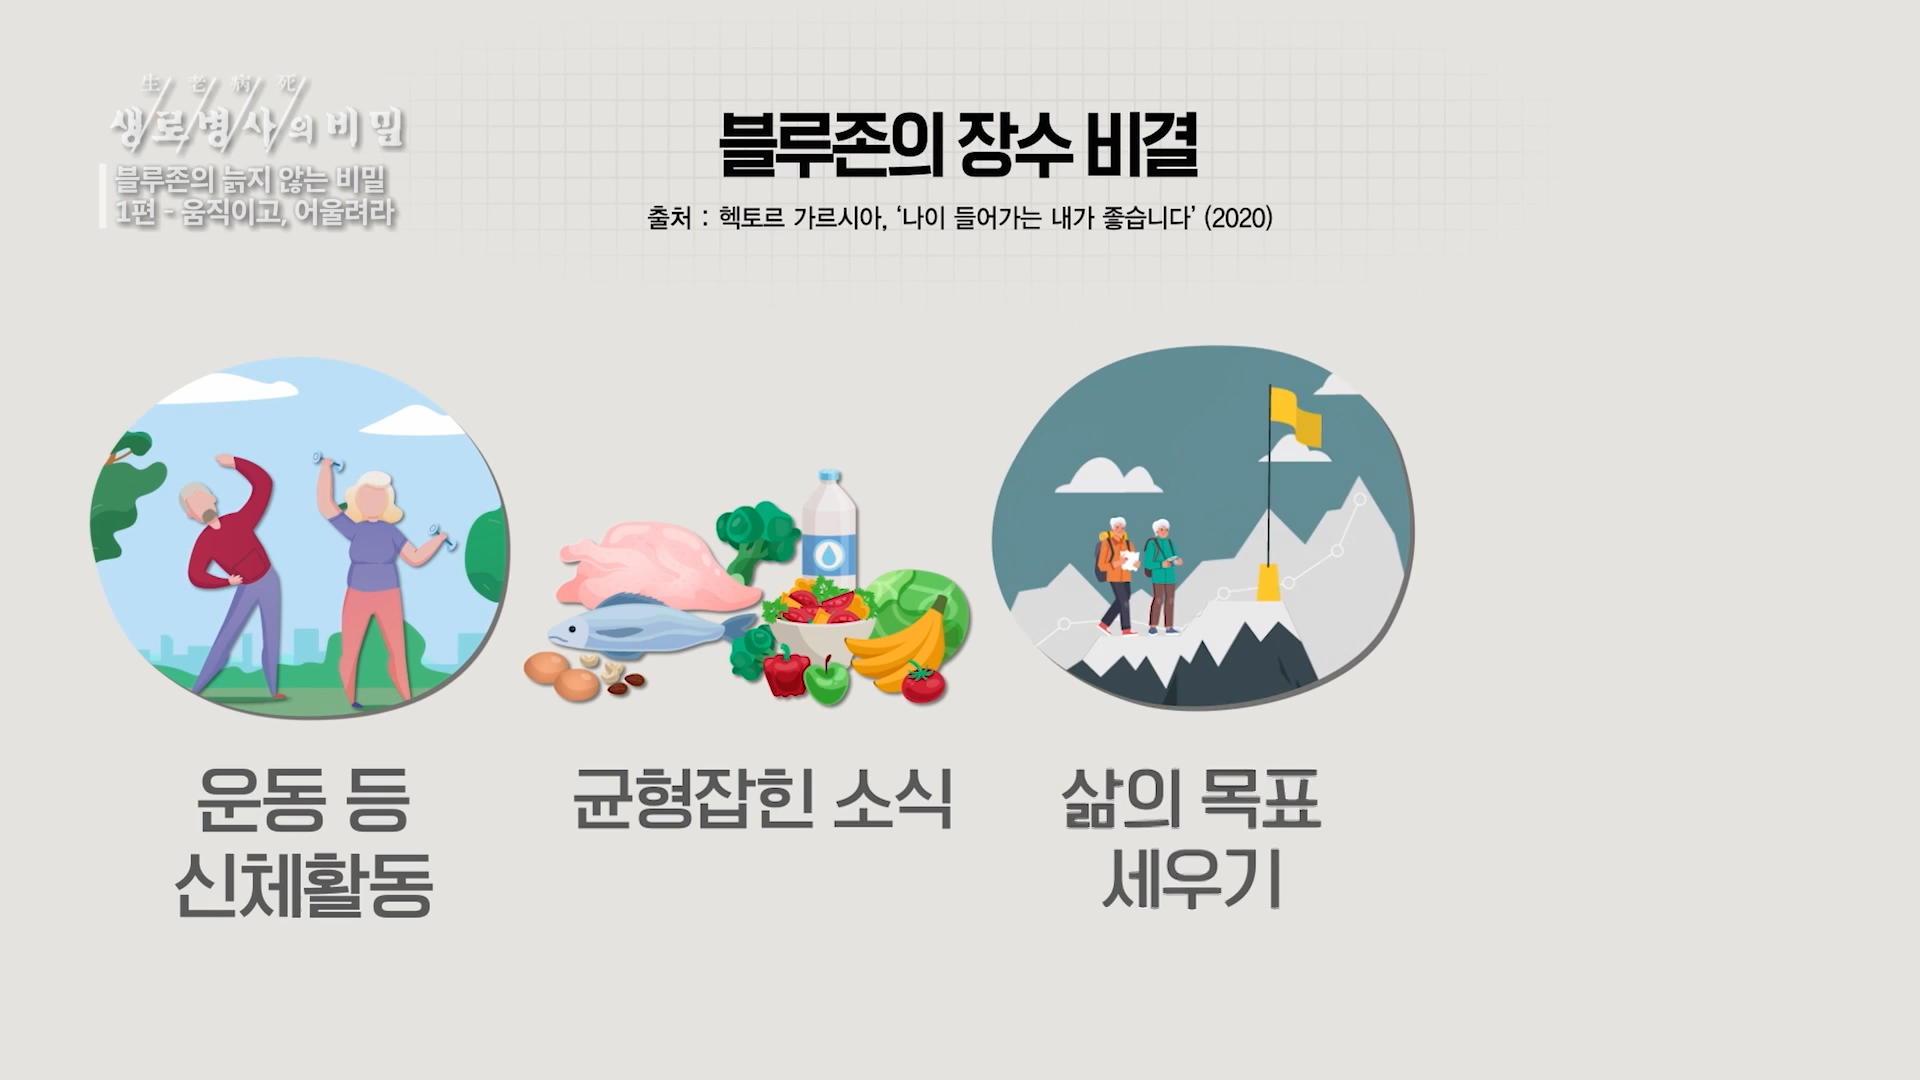 生老病死
생로병사의 비밀
블루존의 늙지 않는 비밀
1편 - 움직이고, 어울려라
블루존의 장수 비결
출처 : 헥토르 가르시아, ‘나이 들어가는 내가 좋습니다’ (2020)
운동 등
신체활동
균형잡힌 소식
삶의 목표
세우기